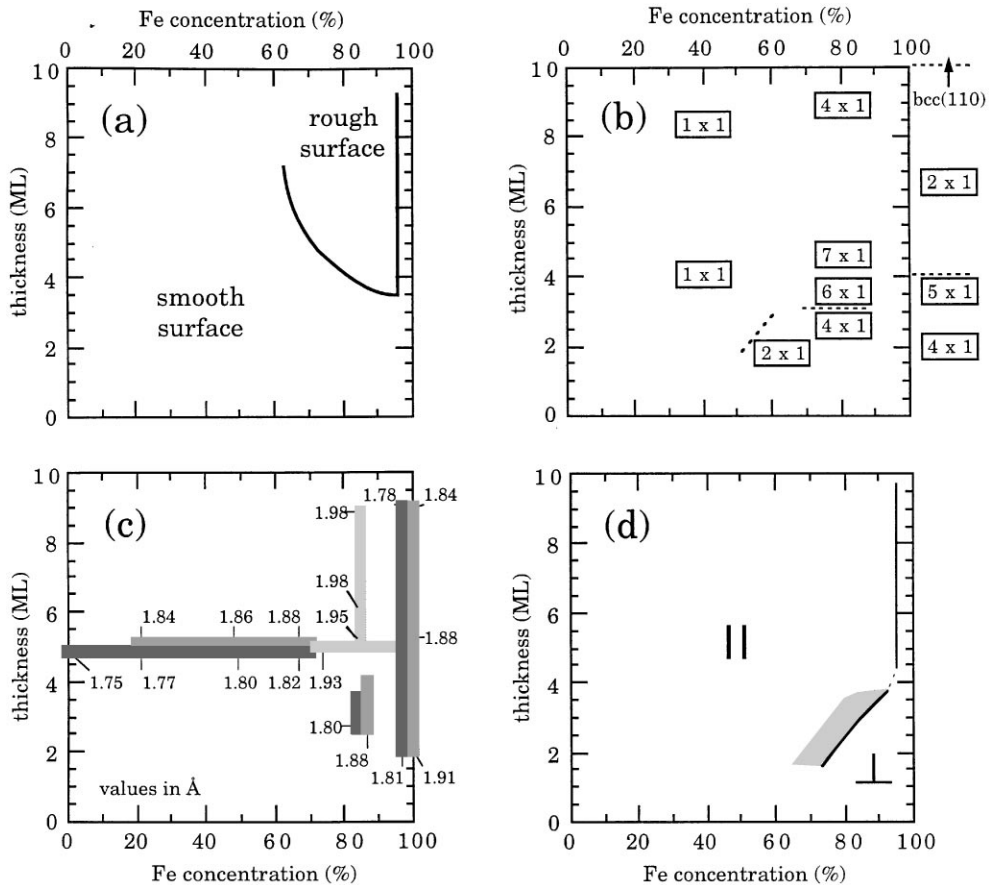 Fe concentration (%)
0 20 40 60 80 100
10
8
6
4
2
0
thickness (ML)
(a)
rough
surface
smooth
surface
Fe concentration (%)
0 20 40 60 80 100
10
8
6
4
2
0
thickness (ML)
(b)
bcc(110)
4 x 1
1 x 1
2 x 1
7 x 1
1 x 1
6 x 1
5 x 1
4 x 1
2 x 1
4 x 1
10
8
6
4
2
0
thickness (ML)
(c)
1.78
1.84
1.98
1.98
1.84
1.86
1.88
1.95
1.88
1.75
1.77
1.80
1.82
1.93
1.80
1.88
1.81
1.91
values in Å
0 20 40 60 80 100
Fe concentration (%)
10
8
6
4
2
0
thickness (ML)
(d)
||
⊥
0 20 40 60 80 100
Fe concentration (%)